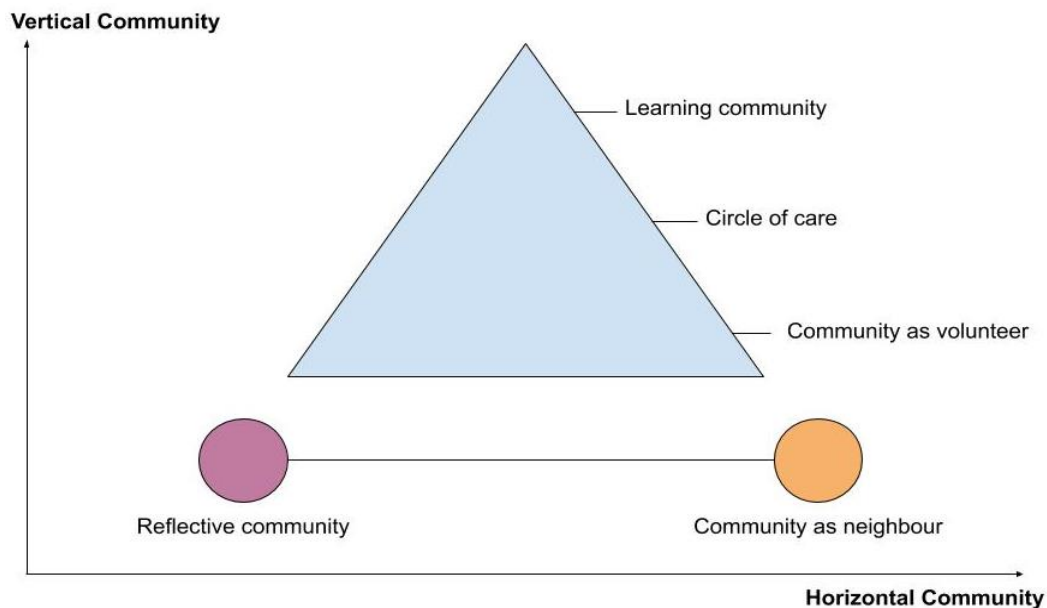 Vertical Community
Learning community
Circle of care
Community as volunteer
Reflective community
Community as neighbour
Horizontal Community